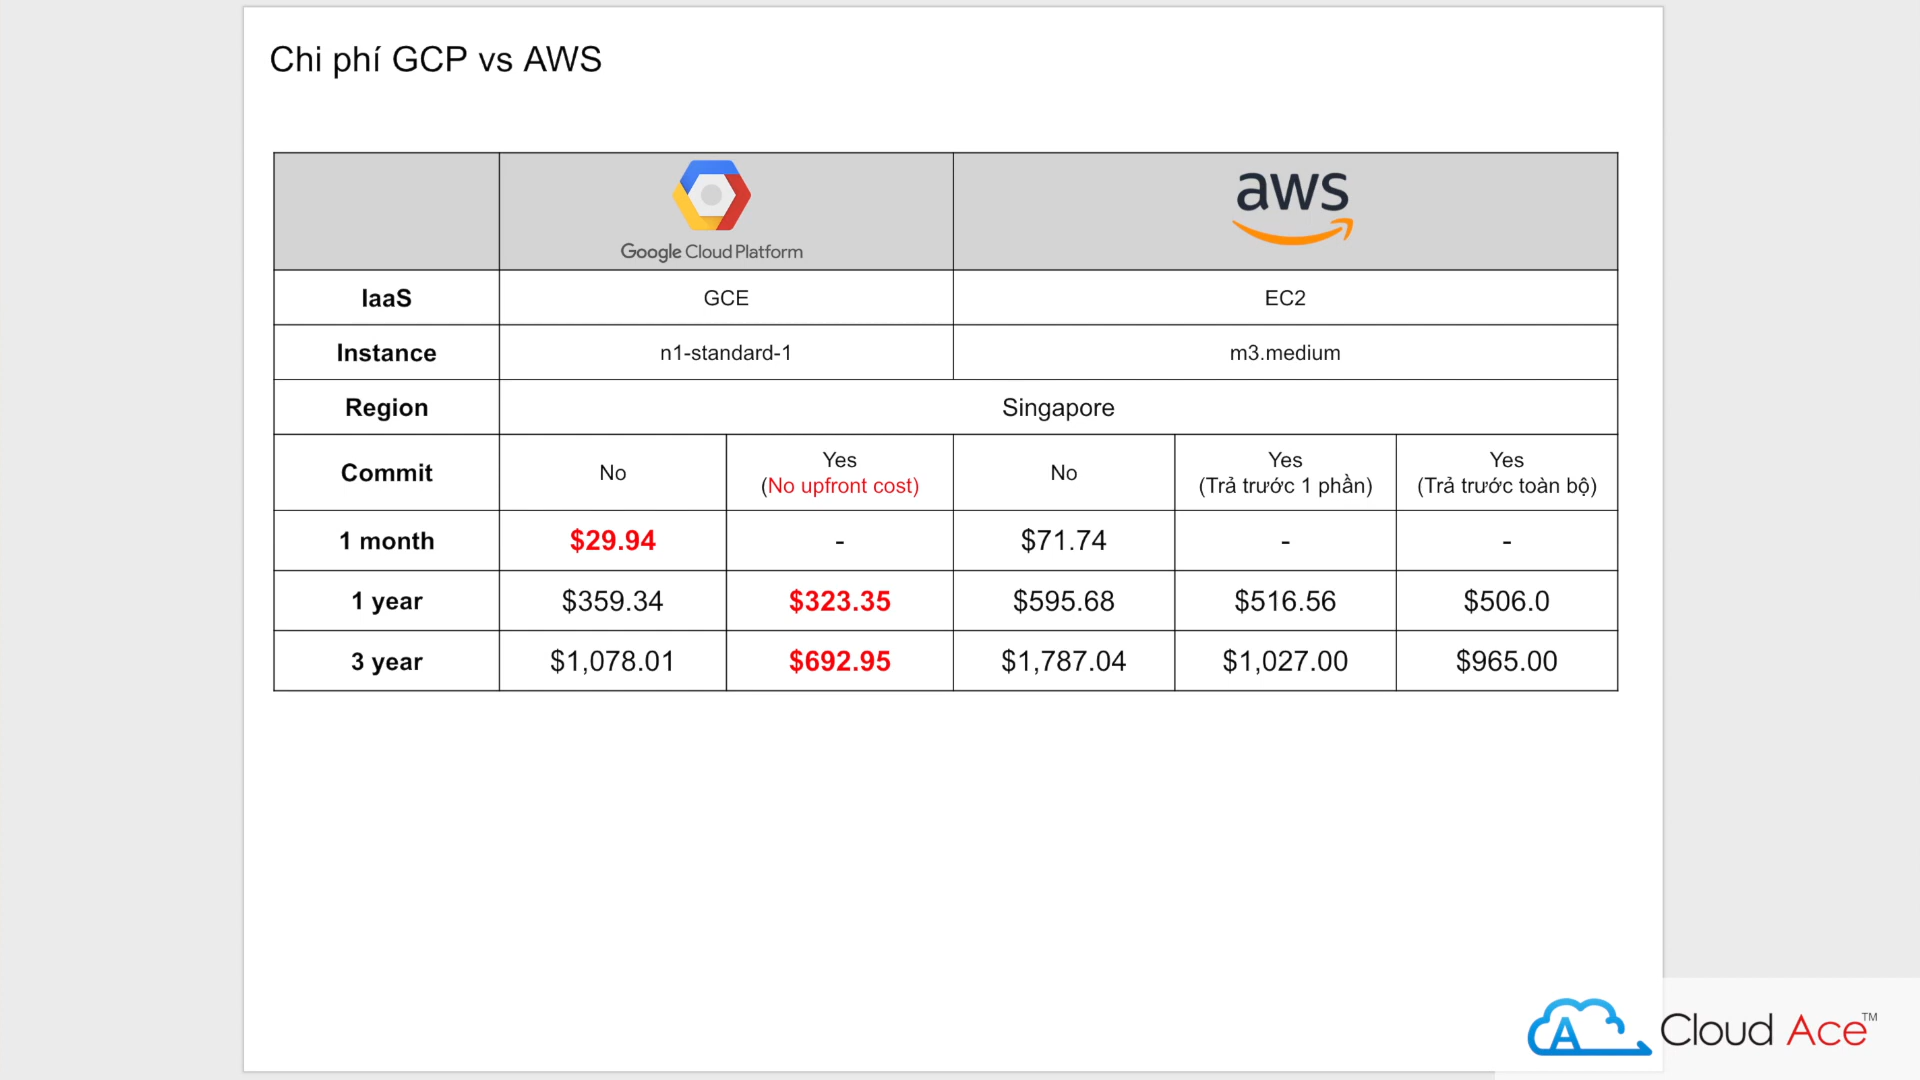 Chi phí GCP vs AWS
Google Cloud Platform
aws
IaaS GCE EC2
Instance n1-standard-1 m3.medium
Region Singapore
Commit No Yes (No upfront cost) No Yes (Trả trước 1 phần) Yes (Trả trước toàn bộ)
1 month $29.94 - $71.74 - -
1 year $359.34 $323.35 $595.68 $516.56 $506.0
3 year $1,078.01 $692.95 $1,787.04 $1,027.00 $965.00
A Cloud Ace™